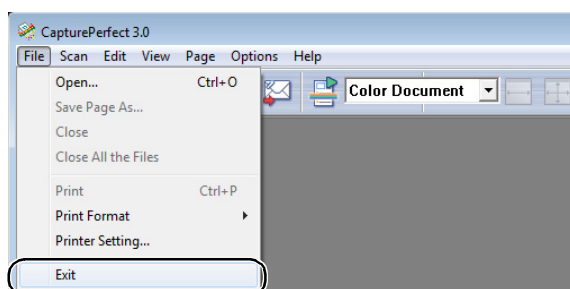 CapturePerfect 3.0
File Scan Edit View Page Options Help
Open... Ctrl+O
Color Document
Save Page As...
Close
Close All the Files
Print Ctrl+P
Print Format
Printer Setting...
Exit